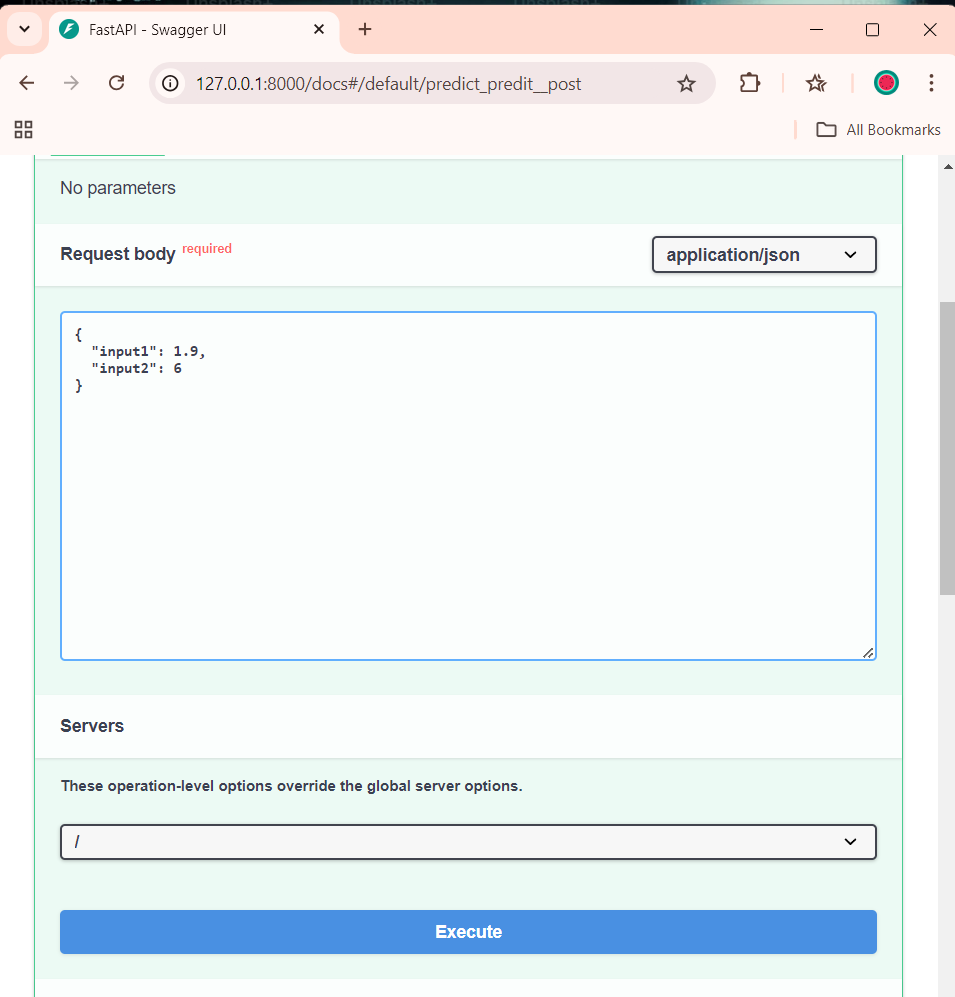 FastAPI - Swagger UI
127.0.0.1:8000/docs#/default/predict_predit__post
All Bookmarks
No parameters
Request body required
application/json
{
"input1": 1.9,
"input2": 6
}
Servers
These operation-level options override the global server options.
/
Execute